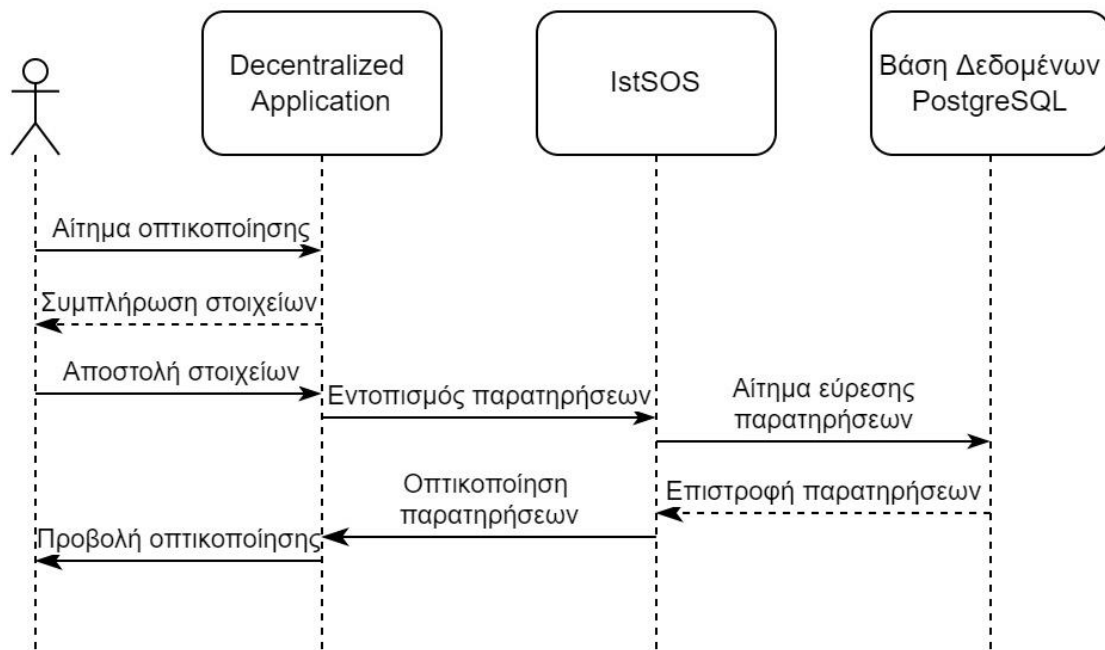 Decentralized
Application
IstSOS
Βάση Δεδομένων
PostgreSQL
Αίτημα οπτικοποίησης
Συμπλήρωση στοιχείων
Αποστολή στοιχείων
Εντοπισμός παρατηρήσεων
Αίτημα εύρεσης
παρατηρήσεων
Επιστροφή παρατηρήσεων
Οπτικοποίηση
παρατηρήσεων
Προβολή οπτικοποίησης